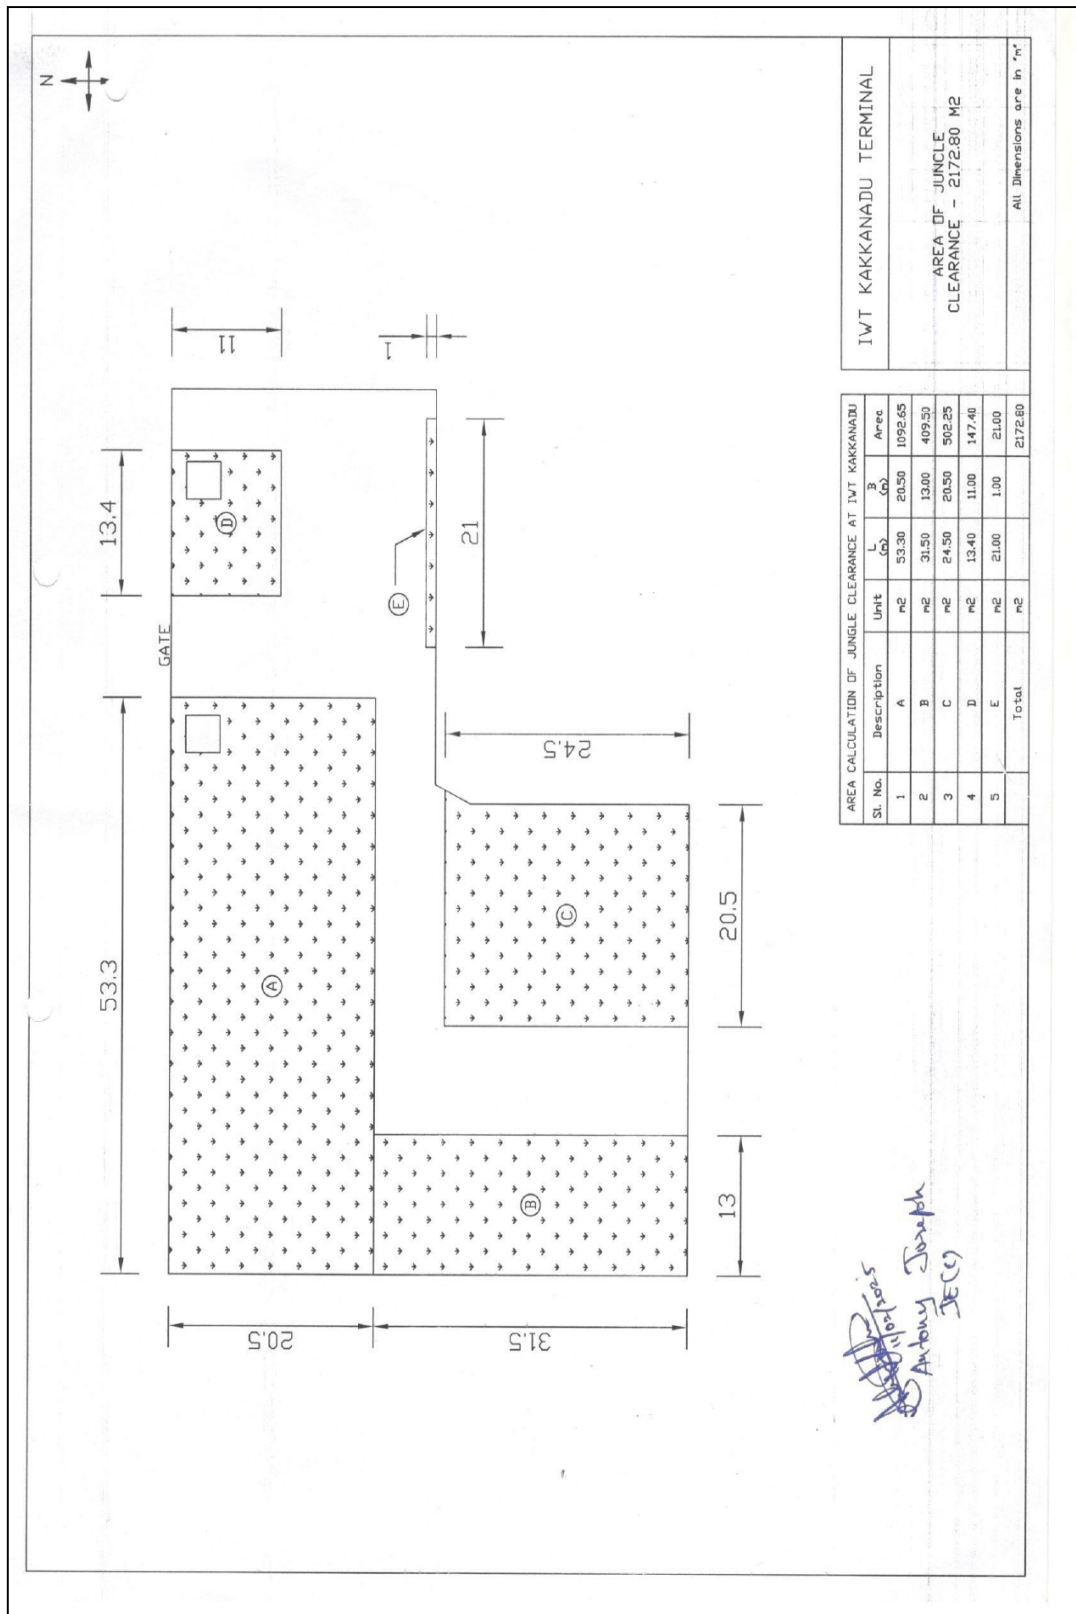 N
53.3
GATE
13.4
11
20.5
31.5
A
B
C
D
E
1
21
24.5
13
20.5
AREA CALCULATION OF JUNGLE CLEARANCE AT IWT KAKKANADU
Sl. No. Description Unit L (m) B (m) Area
1 A m2 53.30 20.50 1092.65
2 B m2 31.50 13.00 409.50
3 C m2 24.50 20.50 502.25
4 D m2 13.40 11.00 147.40
5 E m2 21.00 1.00 21.00
Total m2 2172.80
IWT KAKKANADU TERMINAL
AREA OF JUNCLE
CLEARANCE - 2172.80 M2
All Dimensions are in "m"
11/02/2025
Antony Joseph
JE(C)